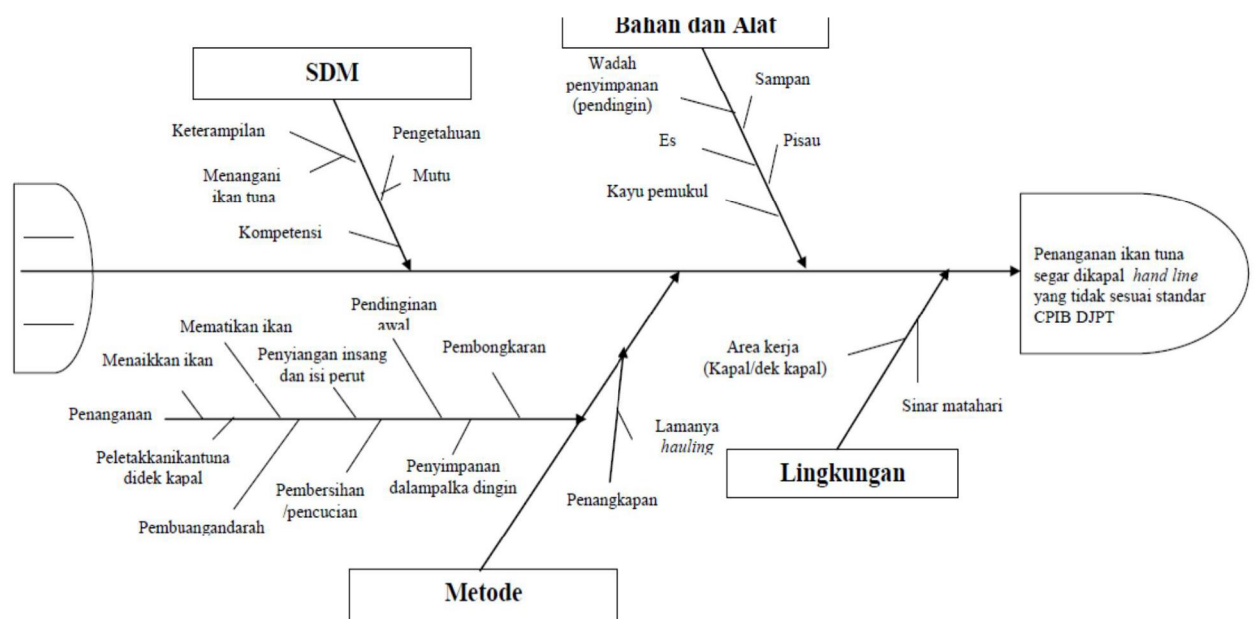 Bahan dan Alat
SDM
Wadah
penyimpanan
(pendingin)
Sampan
Keterampilan
Pengetahuan
Es
Pisau
Menangani
ikan tuna
Mutu
Kayu pemukul
Kompetensi
Penanganan ikan tuna
segar dikapal hand line
yang tidak sesuai standar
CPIB DJPT
Pendinginan
awal
Mematikan ikan
Menaikkan ikan
Penyiangan insang
dan isi perut
Pembongkaran
Area kerja
(Kapal/dek kapal)
Penanganan
Sinar matahari
Lamanya
hauling
Peletakkanikantuna
didek kapal
Penyimpanan
dalampalka dingin
Pembersihan
/pencucian
Lingkungan
Penangkapan
Pembuangandarah
Metode